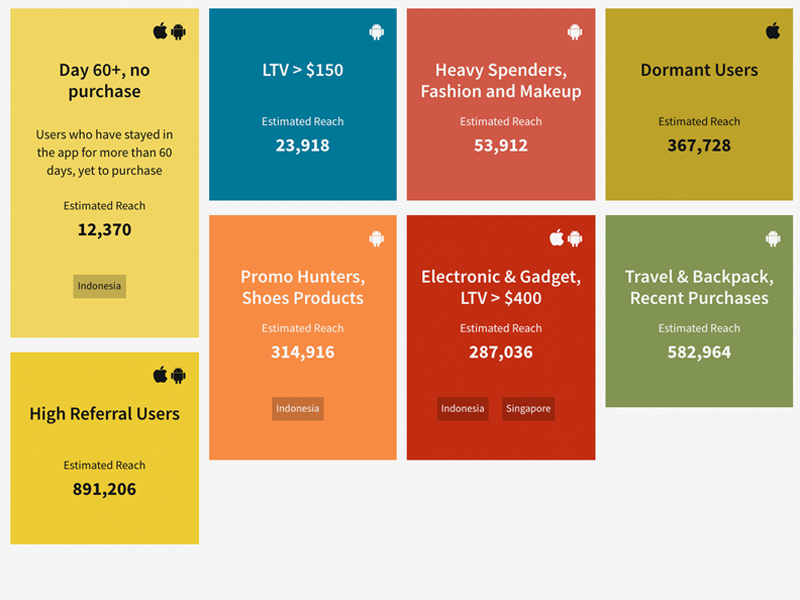 Day 60+, no
purchase
Users who have stayed in
the app for more than 60
days, yet to purchase
Estimated Reach
12,370
Indonesia
LTV > $150
Estimated Reach
23,918
Heavy Spenders,
Fashion and Makeup
Estimated Reach
53,912
Dormant Users
Estimated Reach
367,728
Promo Hunters,
Shoes Products
Estimated Reach
314,916
Indonesia
Electronic & Gadget,
LTV > $400
Estimated Reach
287,036
Indonesia Singapore
Travel & Backpack,
Recent Purchases
Estimated Reach
582,964
High Referral Users
Estimated Reach
891,206